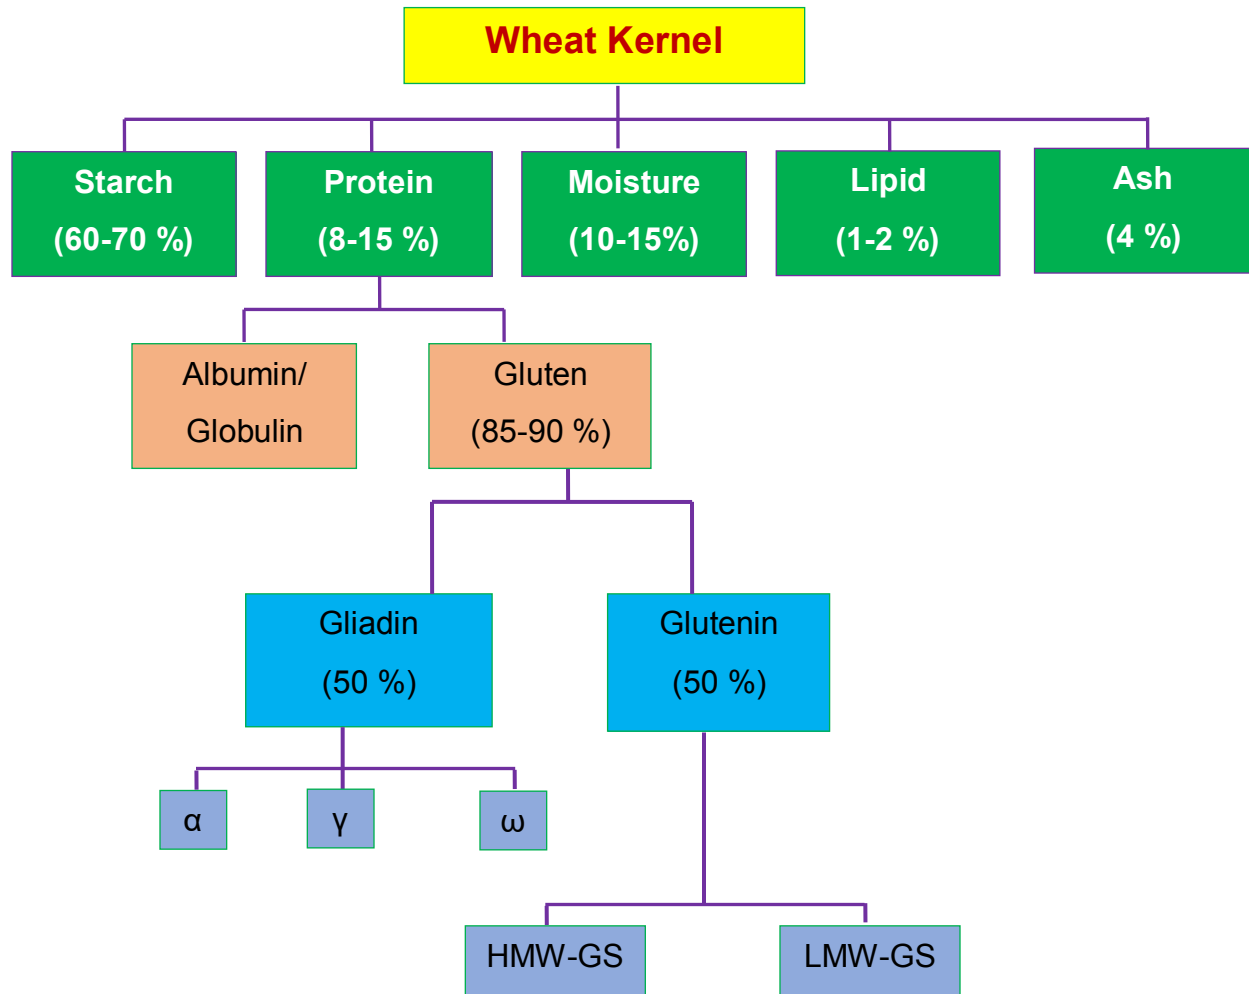 Wheat Kernel
Starch
(60-70 %)
Protein
(8-15 %)
Moisture
(10-15%)
Lipid
(1-2 %)
Ash
(4 %)
Albumin/
Globulin
Gluten
(85-90 %)
Gliadin
(50 %)
Glutenin
(50 %)
α
γ
ω
HMW-GS
LMW-GS